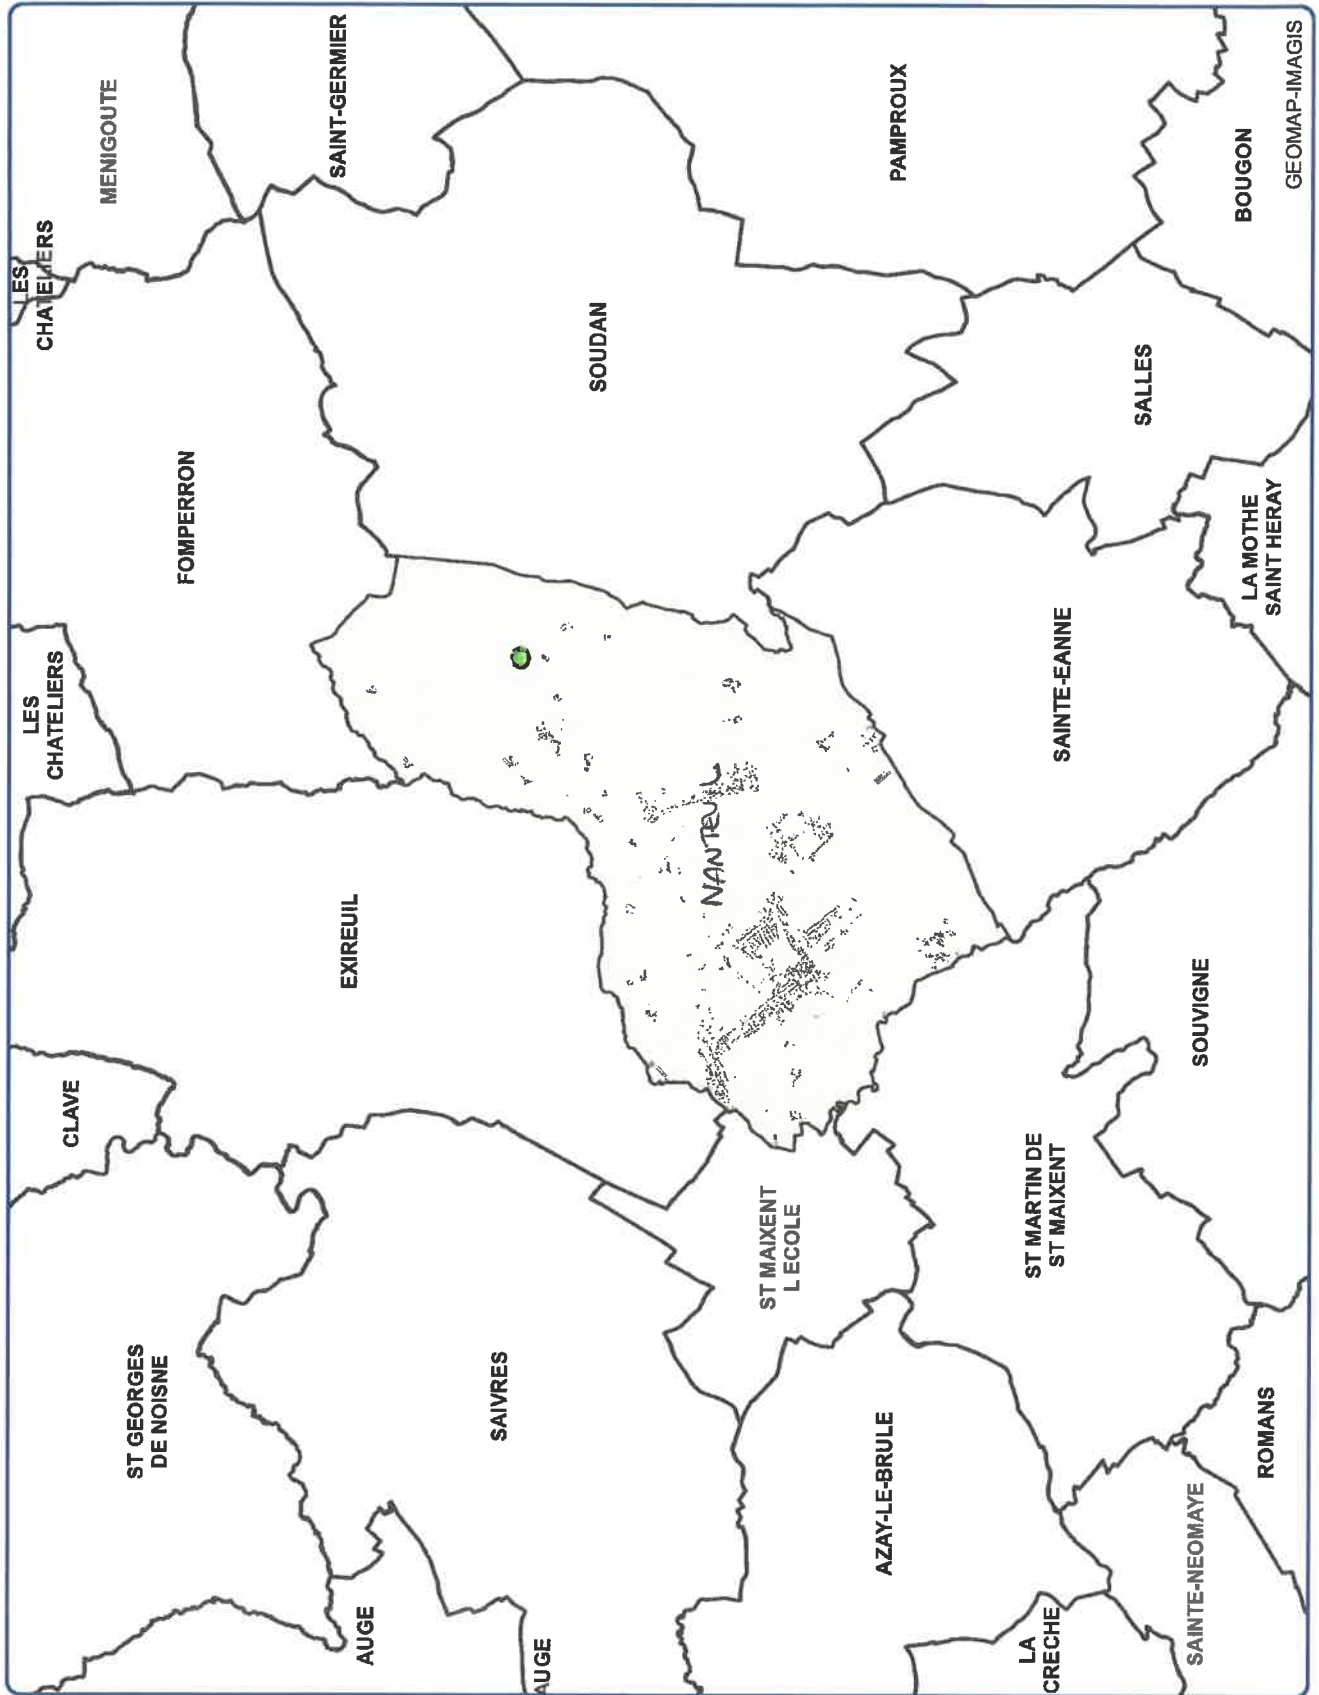 LES
CHATELIERS
LES
CHATELIERS
CLAVE
MENIGOUTE
ST GEORGES
DE NOISNE
FOMPERRON
AUGE
EXIREUIL
SAINT-GERMIER
SAIVRES
AUGE
SOUDAN
NANTEUIL
ST MAIXENT
L ECOLE
AZAY-LE-BRULE
PAMPROUX
LA
CRECHE
ST MARTIN DE
ST MAIXENT
SAINTE-EANNE
SALLES
SAINTE-NEOMAYE
SOUVIGNE
LA MOTHE
SAINT HERAY
BOUGON
ROMANS
GEOMAP-IMAGIS